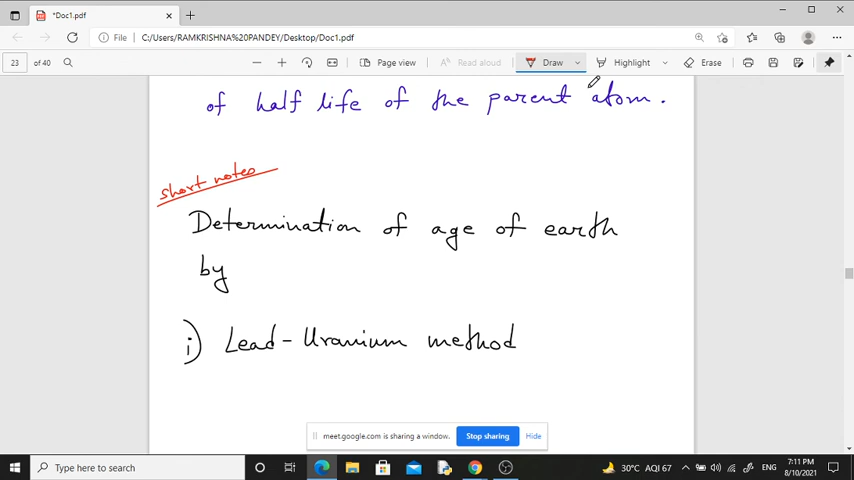 *Doc1.pdf
File C:/Users/RAMKRISHNA%20PANDEY/Desktop/Doc1.pdf
23 of 40 Page view Read aloud Draw Highlight Erase
of half life of the parent atom.
short notes
Determination of age of earth
by
i) Lead-Uranium method
meet.google.com is sharing a window. Stop sharing Hide
Type here to search 30°C AQI 67 ENG 7:11 PM
8/10/2021